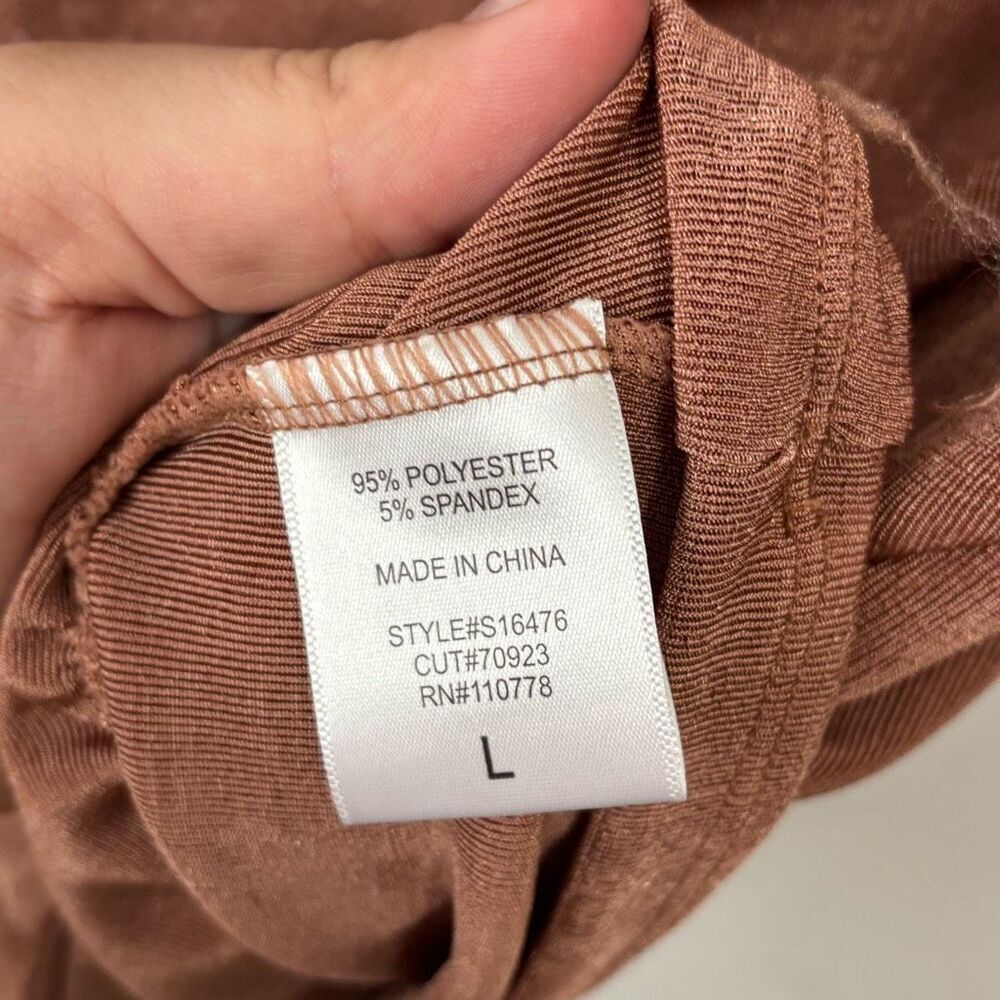 95% POLYESTER
5% SPANDEX
MADE IN CHINA
STYLE#S16476
CUT#70923
RN#110778
L